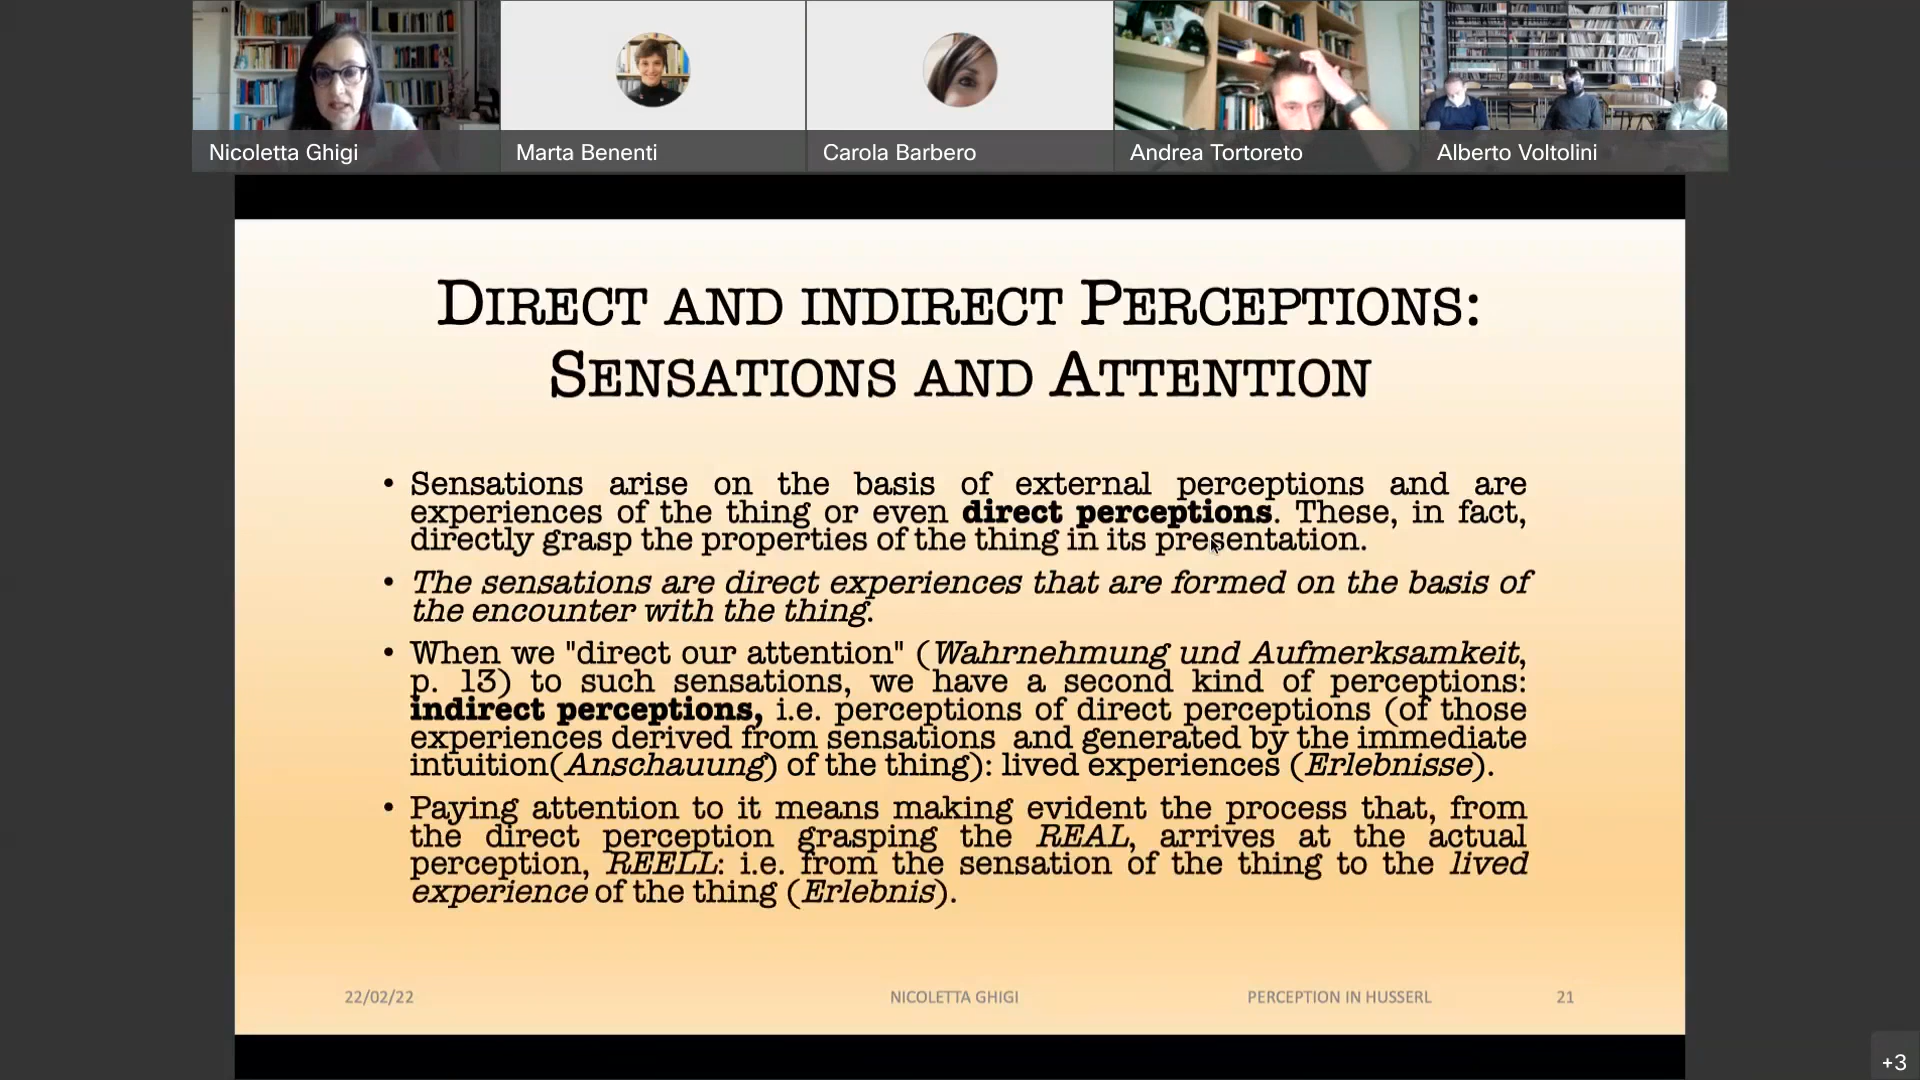 Nicoletta Ghigi
Marta Benenti
Carola Barbero
Andrea Tortoreto
Alberto Voltolini
DIRECT AND INDIRECT PERCEPTIONS:
SENSATIONS AND ATTENTION
• Sensations arise on the basis of external perceptions and are
experiences of the thing or even direct perceptions. These, in fact,
directly grasp the properties of the thing in its presentation.
• The sensations are direct experiences that are formed on the basis of
the encounter with the thing.
• When we "direct our attention" (Wahrnehmung und Aufmerksamkeit,
p. 13) to such sensations, we have a second kind of perceptions:
indirect perceptions, i.e. perceptions of direct perceptions (of those
experiences derived from sensations and generated by the immediate
intuition(Anschauung) of the thing): lived experiences (Erlebnisse).
• Paying attention to it means making evident the process that, from
the direct perception grasping the REAL, arrives at the actual
perception, REELL: i.e. from the sensation of the thing to the lived
experience of the thing (Erlebnis).
22/02/22 NICOLETTA GHIGI PERCEPTION IN HUSSERL 21
+3